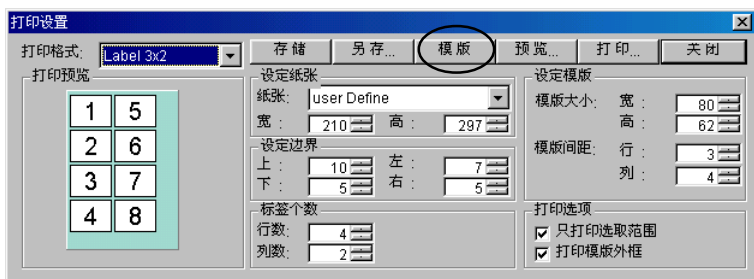 打印设置
打印格式: Label 3x2
存储 另存... 模版 预览... 打印... 关闭
打印预览
1 5
2 6
3 7
4 8
设定纸张
纸张: user Define
宽: 210 高: 297
设定边界
上: 10 左: 7
下: 5 右: 5
标签个数
行数: 4
列数: 2
设定模版
模版大小: 宽: 80
高: 62
模版间距: 行: 3
列: 4
打印选项
只打印选取范围
打印模版外框